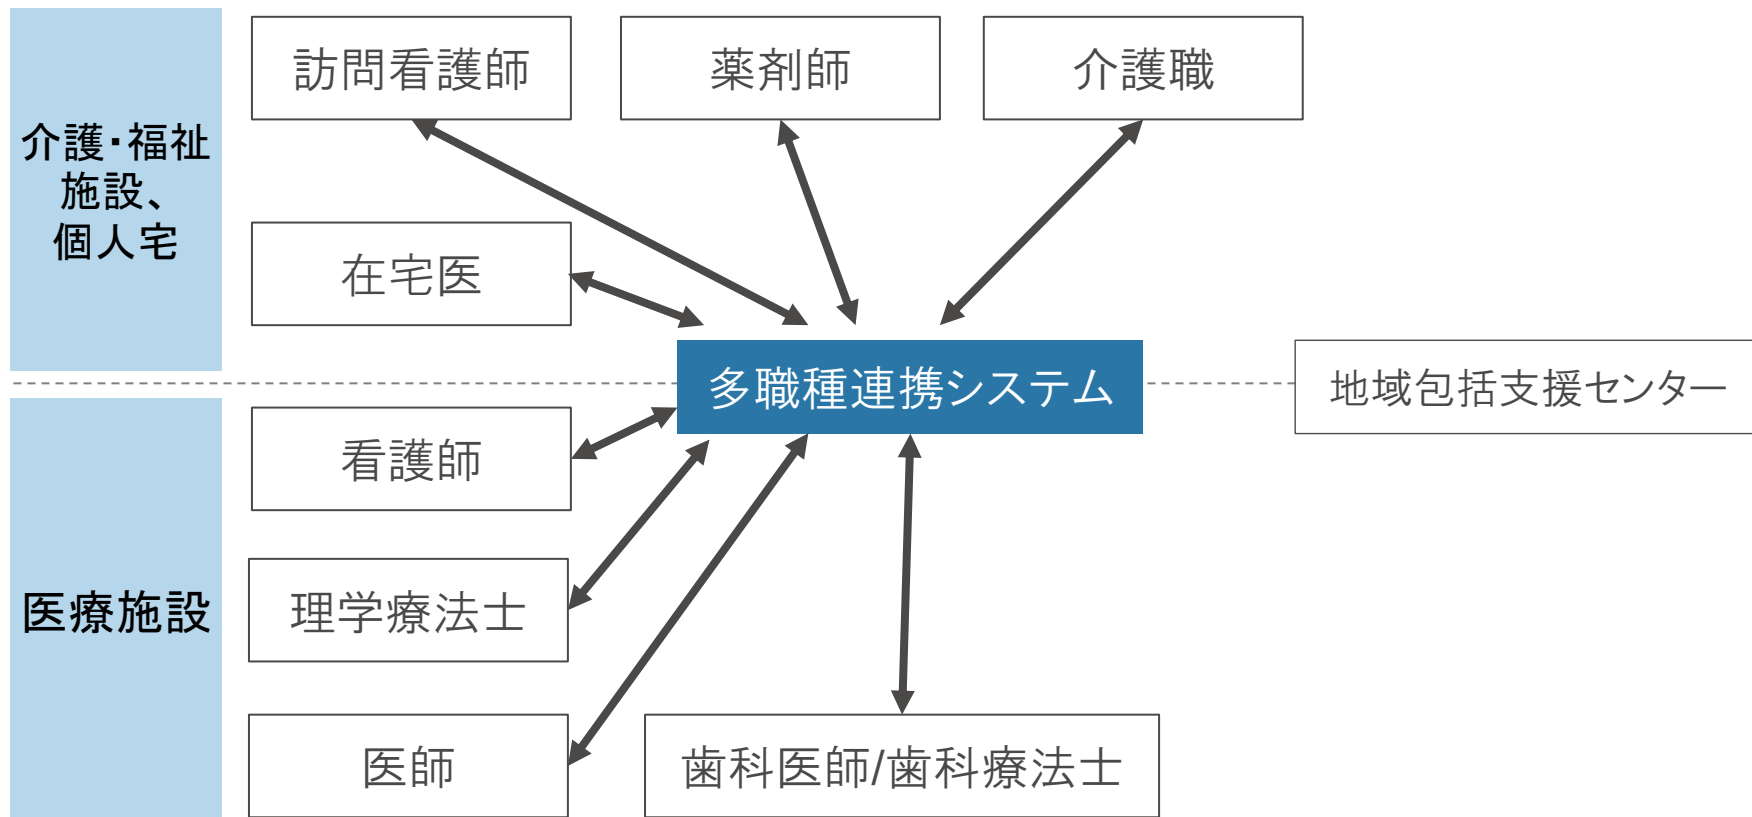 訪問看護師
薬剤師
介護職
介護・福祉
施設、
個人宅
在宅医
多職種連携システム
地域包括支援センター
看護師
医療施設
理学療法士
医師
歯科医師/歯科療法士